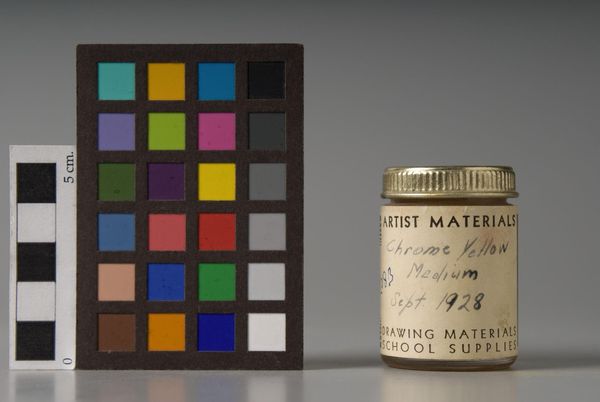 5 cm.
0
ARTIST MATERIALS
Chrome Yellow
Medium
Sept. 1928
DRAWING MATERIALS
SCHOOL SUPPLIES